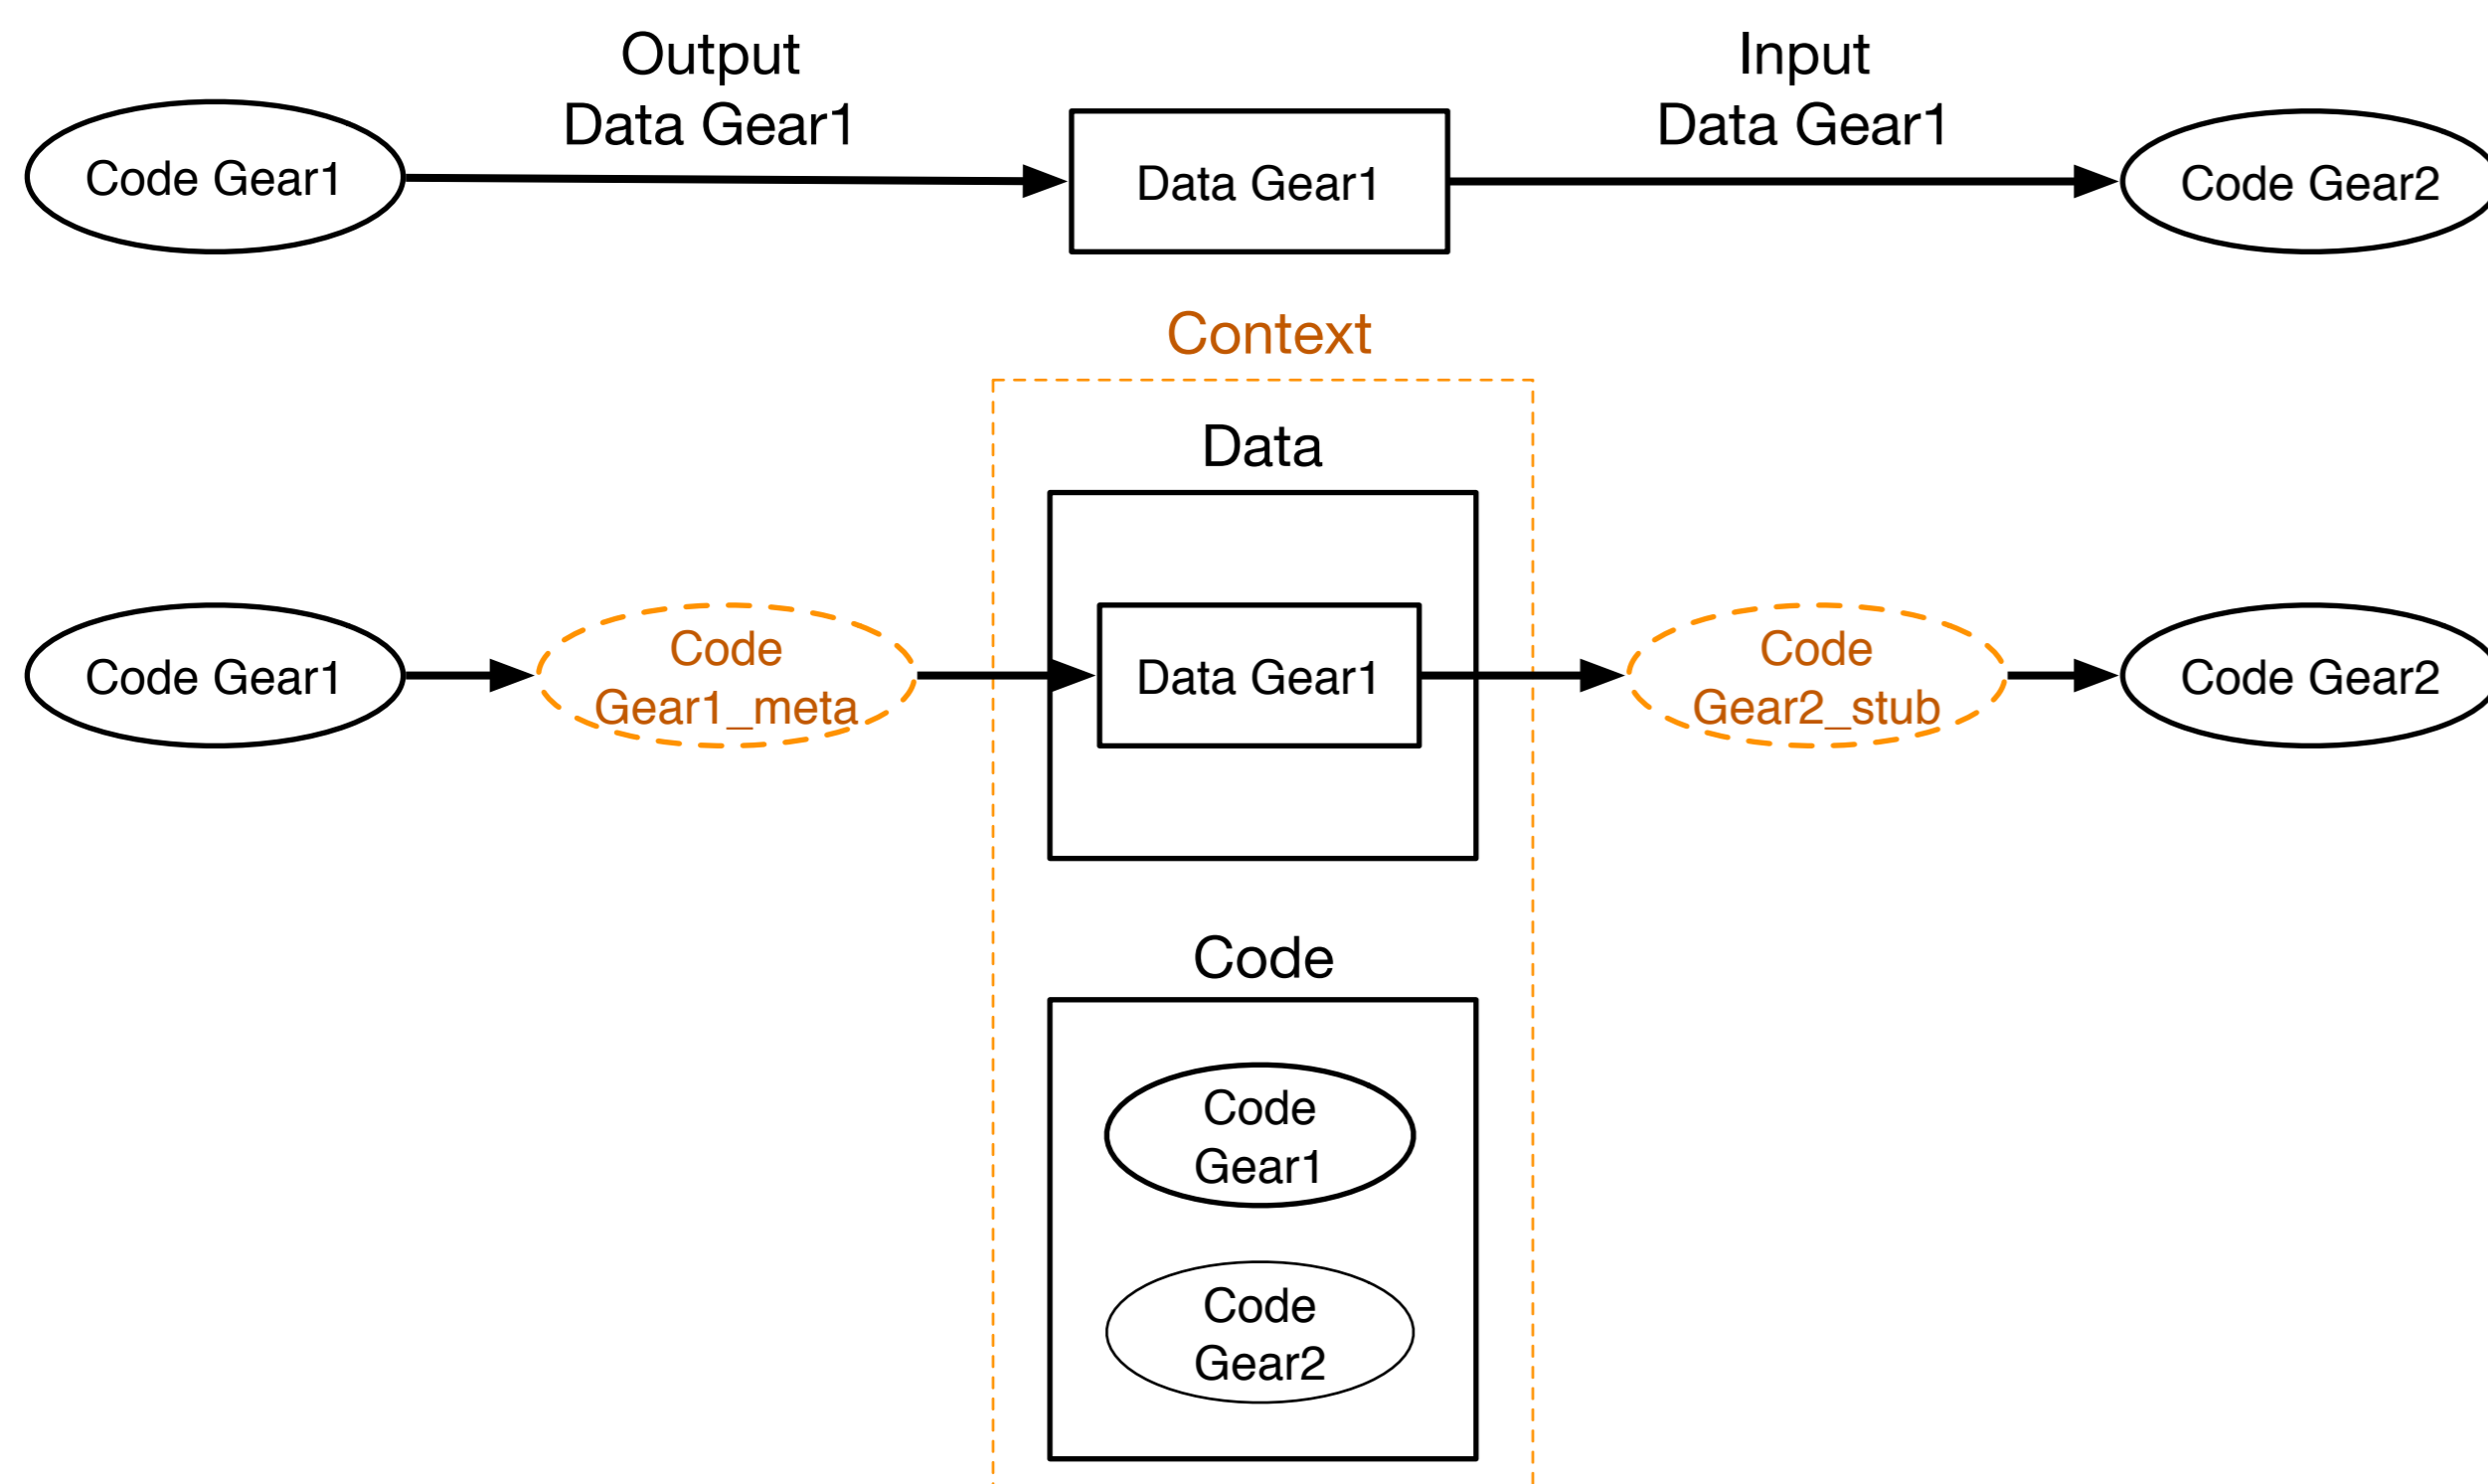 Output
Data Gear1
Input
Data Gear1
Code Gear1
Data Gear1
Code Gear2
Context
Data
Code Gear1
Code
Gear1_meta
Data Gear1
Code
Gear2_stub
Code Gear2
Code
Code
Gear1
Code
Gear2